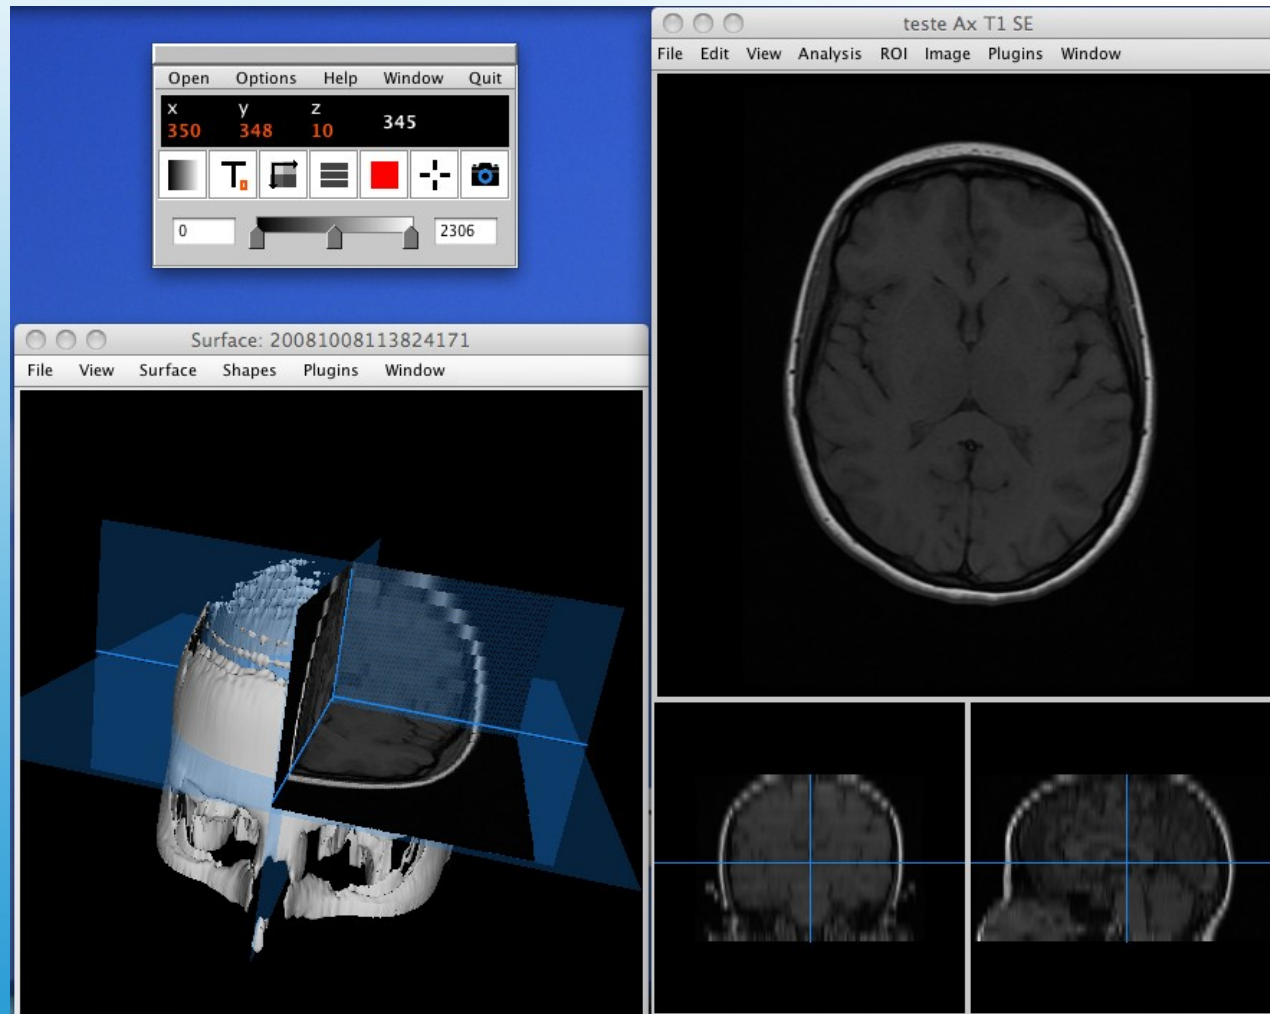 Open Options Help Window Quit
x y z
350 348 10 345
T
0 2306
teste Ax T1 SE
File Edit View Analysis ROI Image Plugins Window
Surface: 20081008113824171
File View Surface Shapes Plugins Window